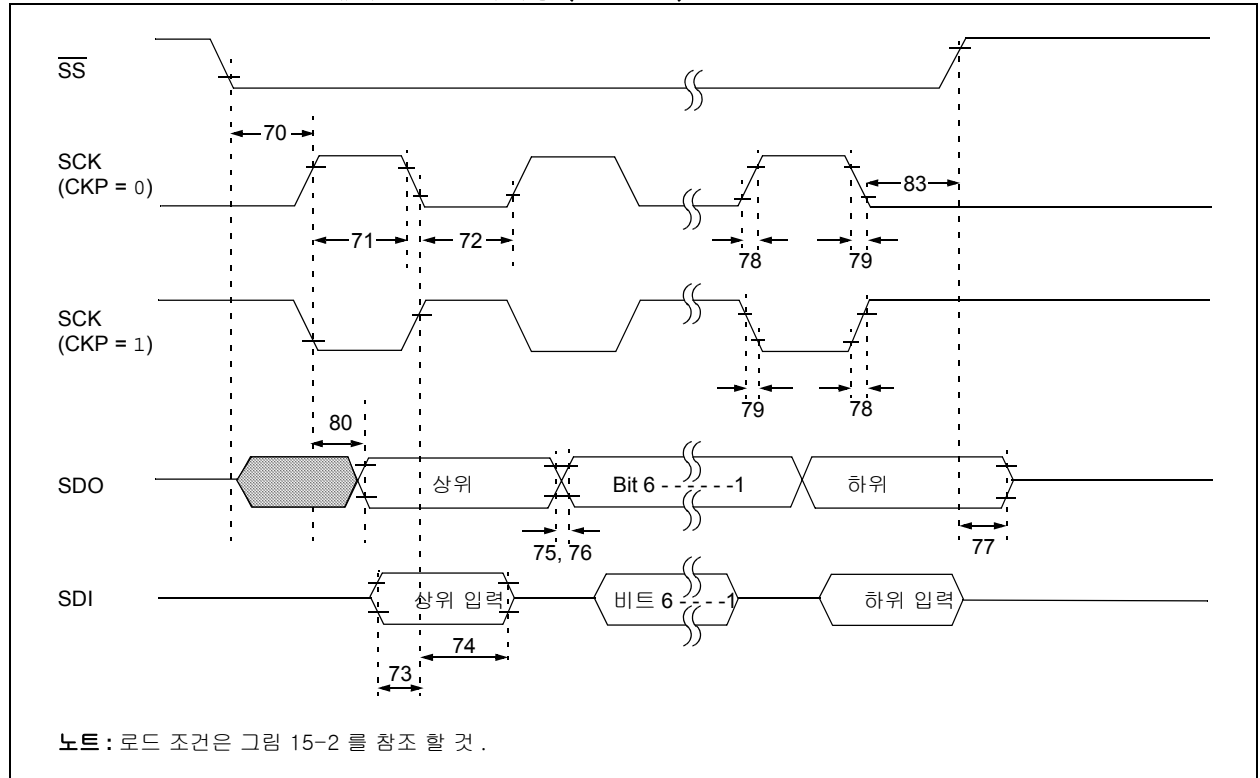 SS
70
SCK
(CKP = 0)
83
71
72
78
79
SCK
(CKP = 1)
79
78
80
SDO
상위
Bit 6 - - - - - -1
하위
75, 76
77
SDI
상위 입력
비트 6 - - - -1
하위 입력
74
73
노트 : 로드 조건은 그림 15-2 를 참조 할 것 .